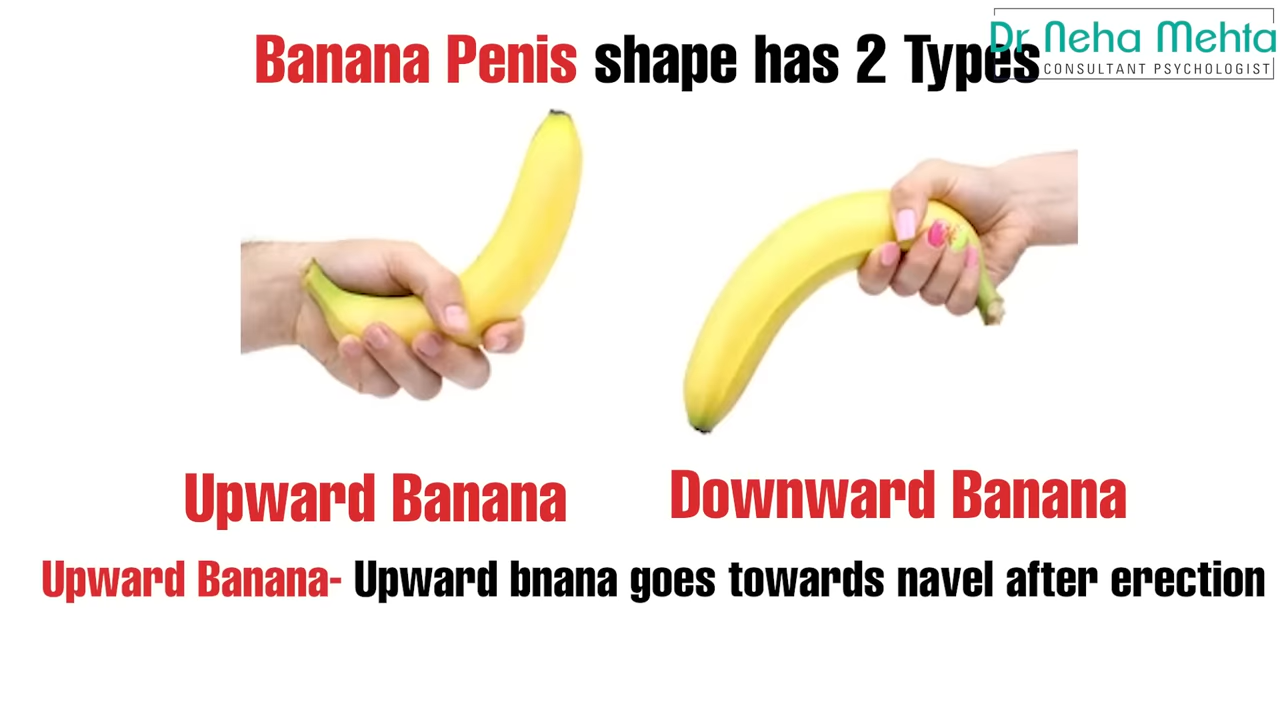 Banana Penis shape has 2 Types
Dr Neha Mehta
CONSULTANT PSYCHOLOGIST
Upward Banana
Downward Banana
Upward Banana- Upward bnana goes towards navel after erection